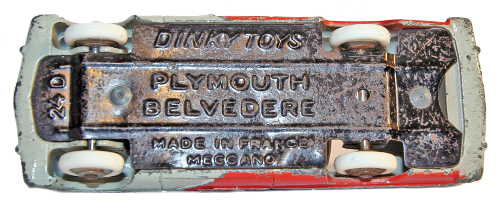 DINKY TOYS
24 D
PLYMOUTH
BELVEDERE
MADE IN FRANCE
MECCANO